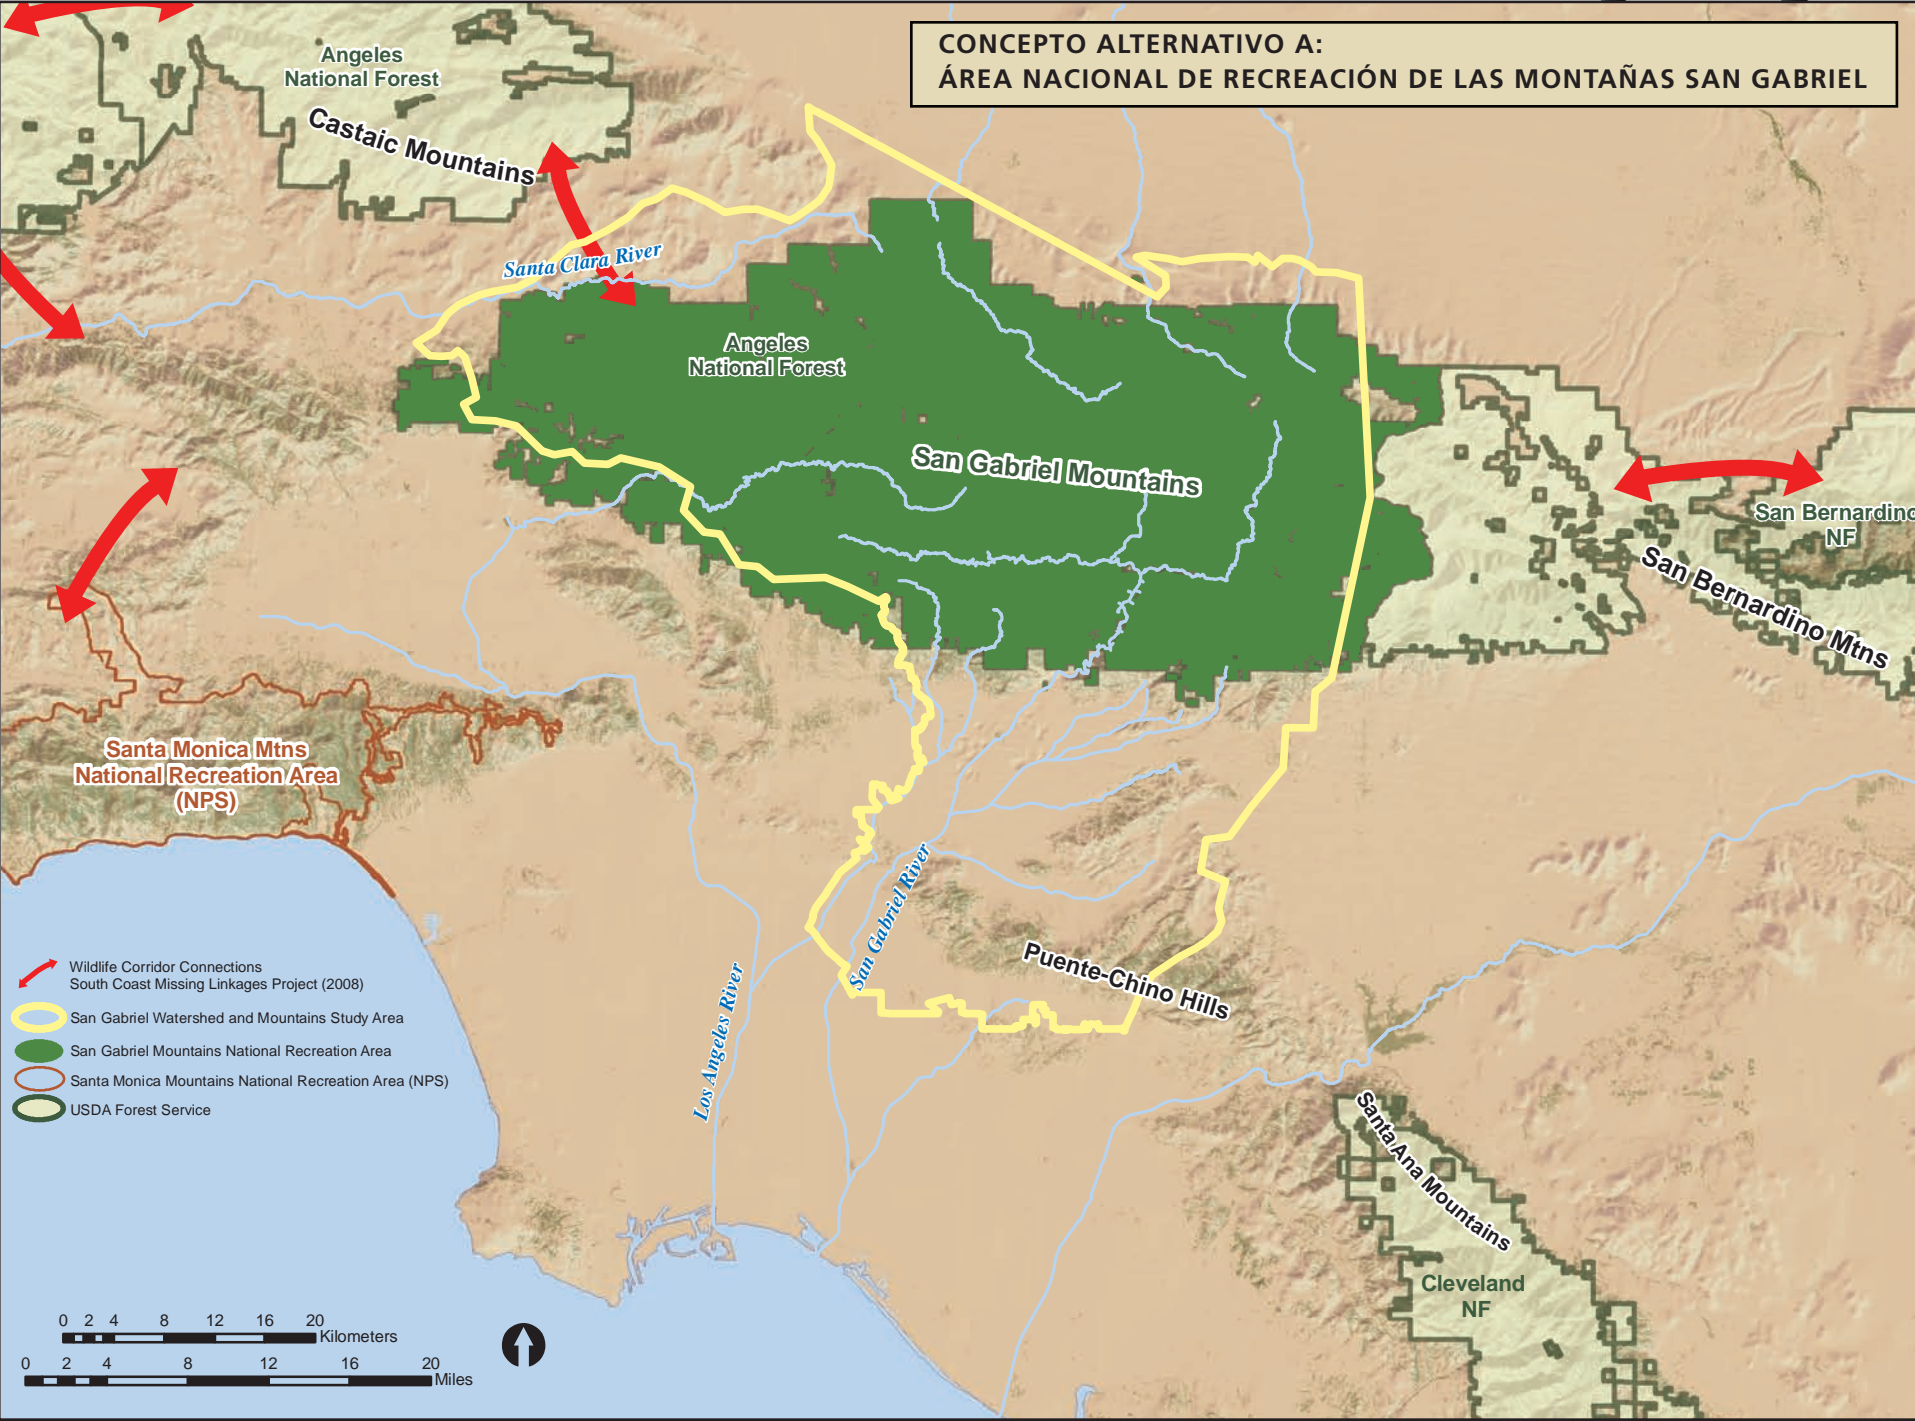 CONCEPTO ALTERNATIVO A:
ÁREA NACIONAL DE RECREACIÓN DE LAS MONTAÑAS SAN GABRIEL
Angeles
National Forest
Castaic Mountains
Santa Clara River
Angeles
National Forest
San Gabriel Mountains
San Bernardino
NF
San Bernardino Mtns
Santa Monica Mtns
National Recreation Area
(NPS)
San Gabriel River
Puente-Chino Hills
Los Angeles River
Wildlife Corridor Connections
South Coast Missing Linkages Project (2008)
San Gabriel Watershed and Mountains Study Area
San Gabriel Mountains National Recreation Area
Santa Monica Mountains National Recreation Area (NPS)
USDA Forest Service
Santa Ana Mountains
Cleveland
NF
0 2 4 8 12 16 20
Kilometers
0 2 4 8 12 16 20
Miles